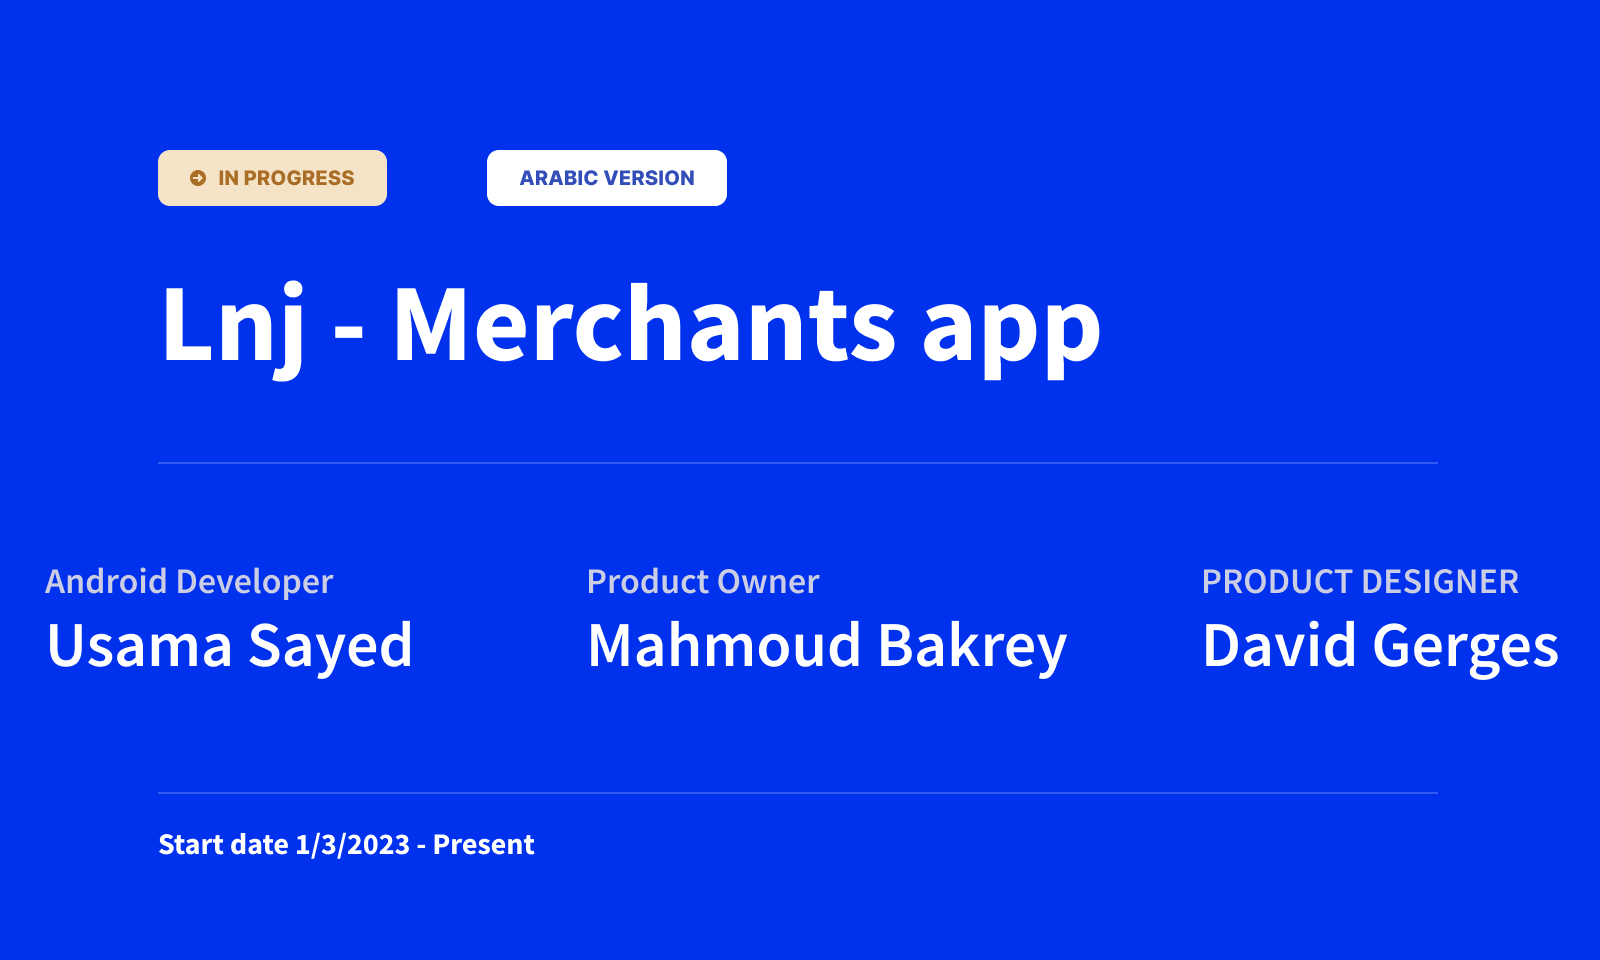 IN PROGRESS
ARABIC VERSION
Lnj - Merchants app
Android Developer
Usama Sayed
Product Owner
Mahmoud Bakrey
PRODUCT DESIGNER
David Gerges
Start date 1/3/2023 - Present